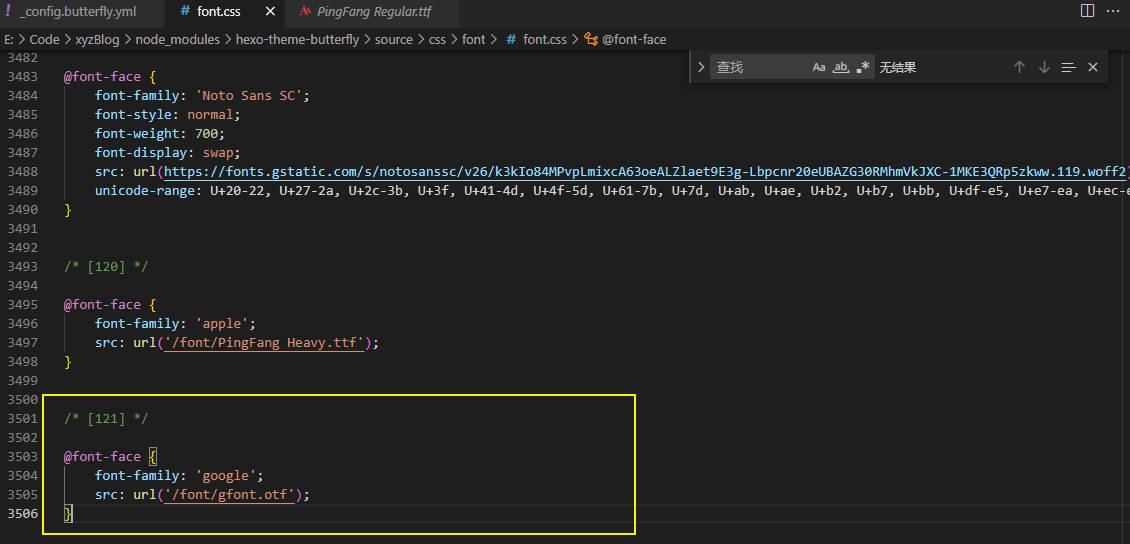 _config.butterfly.yml
# font.css
PingFang Regular.ttf
E: > Code > xyzBlog > node_modules > hexo-theme-butterfly > source > css > font > # font.css > @font-face
查找
Aa
ab
无结果
3482
3483 @font-face {
3484 font-family: 'Noto Sans SC';
3485 font-style: normal;
3486 font-weight: 700;
3487 font-display: swap;
3488 src: url(https://fonts.gstatic.com/s/notosanssc/v26/k3kIo84MPvpLmixcA63oeALZlaet9E3g-Lbpcnr20eUBAZG30RMhmVkJXC-1MKE3QRp5zkww.119.woff2)
3489 unicode-range: U+20-22, U+27-2a, U+2c-3b, U+3f, U+41-4d, U+4f-5d, U+61-7b, U+7d, U+ab, U+ae, U+b2, U+b7, U+bb, U+df-e5, U+e7-ea, U+ec-e
3490 }
3491
3492
3493 /* [120] */
3494
3495 @font-face {
3496 font-family: 'apple';
3497 src: url('/font/PingFang Heavy.ttf');
3498 }
3499
3500
3501 /* [121] */
3502
3503 @font-face {
3504 font-family: 'google';
3505 src: url('/font/gfont.otf');
3506 }